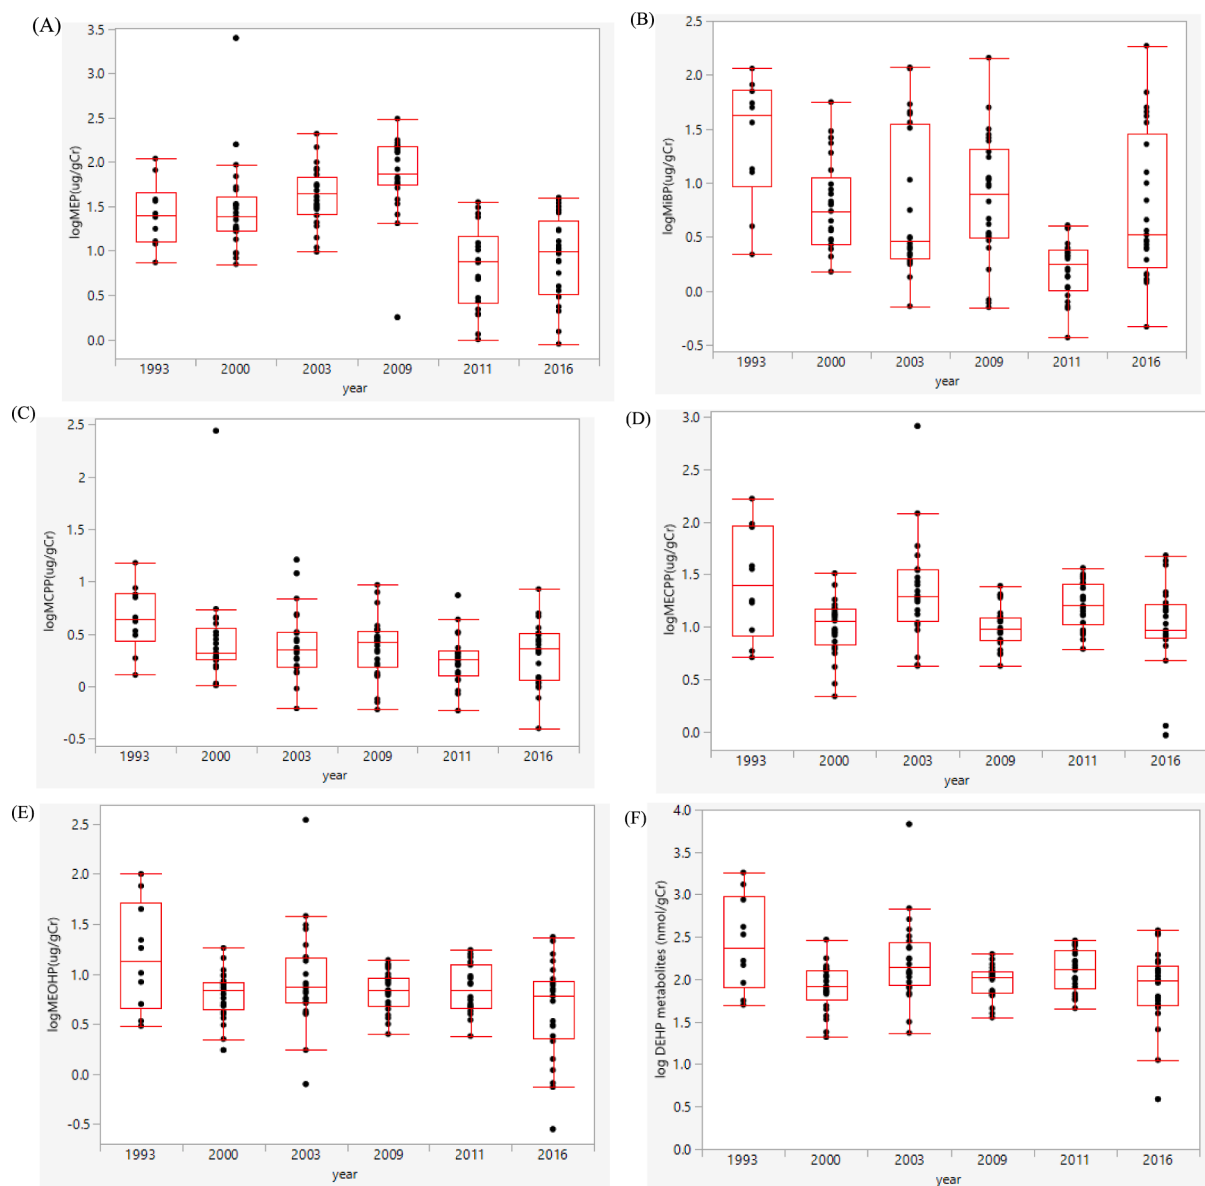 (A)
logMEP(ug/gCr)
3.5
3.0
2.5
2.0
1.5
1.0
0.5
0.0
1993 2000 2003 2009 2011 2016
year
(B)
logMiBP(ug/gCr)
2.5
2.0
1.5
1.0
0.5
0.0
-0.5
1993 2000 2003 2009 2011 2016
year
(C)
logMCPP(ug/gCr)
2.5
2
1.5
1
0.5
0
-0.5
1993 2000 2003 2009 2011 2016
year
(D)
logMECPP(ug/gCr)
3.0
2.5
2.0
1.5
1.0
0.5
0.0
1993 2000 2003 2009 2011 2016
year
(E)
logMEOHP(ug/gCr)
2.5
2.0
1.5
1.0
0.5
0.0
-0.5
1993 2000 2003 2009 2011 2016
year
(F)
log DEHP metabolites (nmol/gCr)
4.0
3.5
3.0
2.5
2.0
1.5
1.0
0.5
0.0
1993 2000 2003 2009 2011 2016
year